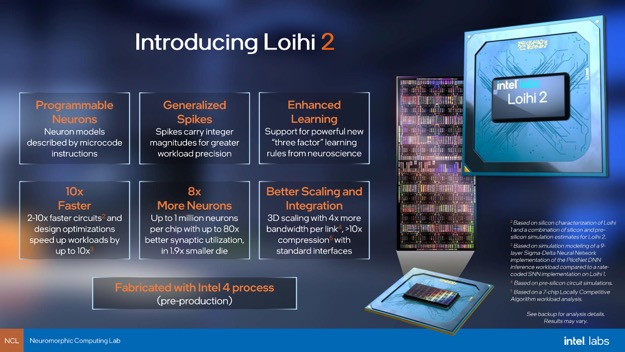 Introducing Loihi 2
Programmable
Neurons
Neuron models
described by microcode
instructions
Generalized
Spikes
Spikes carry integer
magnitudes for greater
workload precision
Enhanced
Learning
Support for powerful new
"three factor" learning
rules from neuroscience
10x
Faster
2-10x faster circuits² and
design optimizations
speed up workloads by
up to 10x³
8x
More Neurons
Up to 1 million neurons
per chip with up to 80x
better synaptic utilization,
in 1.9x smaller die
Better Scaling and
Integration
3D scaling with 4x more
bandwidth per link⁴, >10x
compression⁵ with
standard interfaces
Fabricated with Intel 4 process
(pre-production)
intel labs
Loihi 2
² Based on silicon characterization of Loihi
1 and a combination of silicon and pre-
silicon simulation estimates for Loihi 2.
³ Based on simulation modeling of a 9-
layer Sigma-Delta Neural Network
implementation of the PilotNet DNN
inference workload compared to a rate-
coded SNN implementation on Loihi 1.
⁴ Based on pre-silicon circuit simulations.
⁵ Based on a 7-chip Locally Competitive
Algorithm workload analysis.
See backup for analysis details.
Results may vary.
NCL
Neuromorphic Computing Lab
intel labs